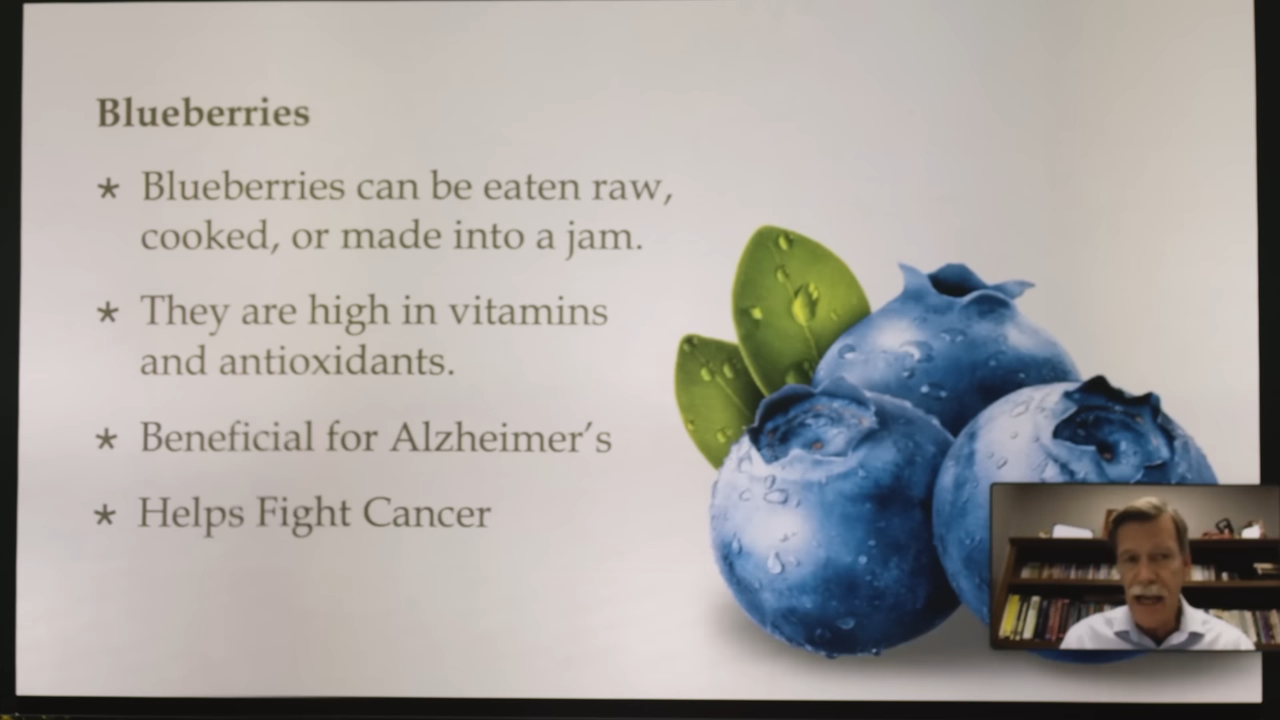 Blueberries
* Blueberries can be eaten raw,
cooked, or made into a jam.
* They are high in vitamins
and antioxidants.
* Beneficial for Alzheimer's
* Helps Fight Cancer